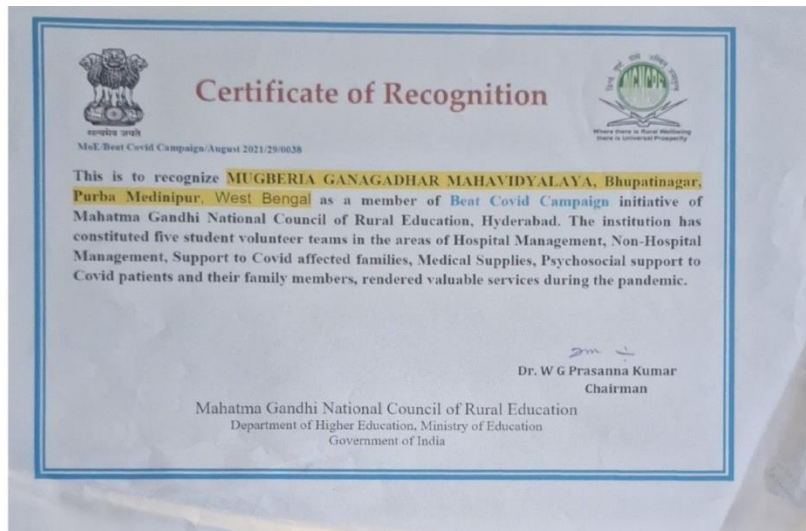 Certificate of Recognition
सत्यमेव जयते
Where there is Rural Wellbeing
there is Universal Prosperity
MoE/Beat Covid Campaign/August 2021/29/0038
This is to recognize MUGBERIA GANAGADHAR MAHAVIDYALAYA, Bhupatinagar,
Purba Medinipur, West Bengal as a member of Beat Covid Campaign initiative of
Mahatma Gandhi National Council of Rural Education, Hyderabad. The institution has
constituted five student volunteer teams in the areas of Hospital Management, Non-Hospital
Management, Support to Covid affected families, Medical Supplies, Psychosocial support to
Covid patients and their family members, rendered valuable services during the pandemic.
Dr. W G Prasanna Kumar
Chairman
Mahatma Gandhi National Council of Rural Education
Department of Higher Education, Ministry of Education
Government of India